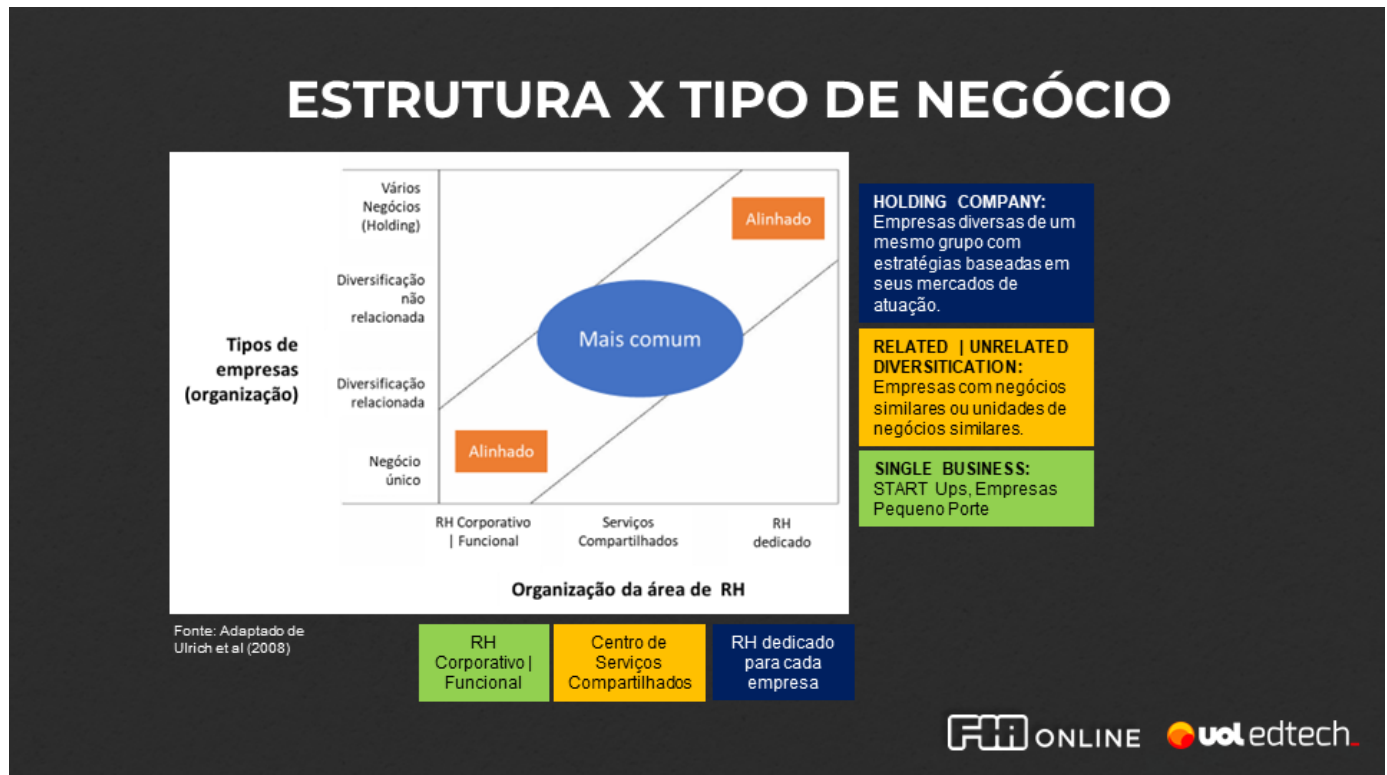 ESTRUTURA X TIPO DE NEGÓCIO
Vários
Negócios
(Holding)
Diversificação
não
relacionada
Diversificação
relacionada
Negócio
único
Tipos de
empresas
(organização)
Alinhado
Mais comum
Alinhado
RH Corporativo
| Funcional
Serviços
Compartilhados
RH
dedicado
Organização da área de RH
HOLDING COMPANY:
Empresas diversas de um
mesmo grupo com
estratégias baseadas em
seus mercados de
atuação.
RELATED | UNRELATED
DIVERSITICATION:
Empresas com negócios
similares ou unidades de
negócios similares.
SINGLE BUSINESS:
START Ups, Empresas
Pequeno Porte
Fonte: Adaptado de
Ulrich et al (2008)
RH
Corporativo |
Funcional
Centro de
Serviços
Compartilhados
RH dedicado
para cada
empresa
FIA ONLINE
uol edtech_